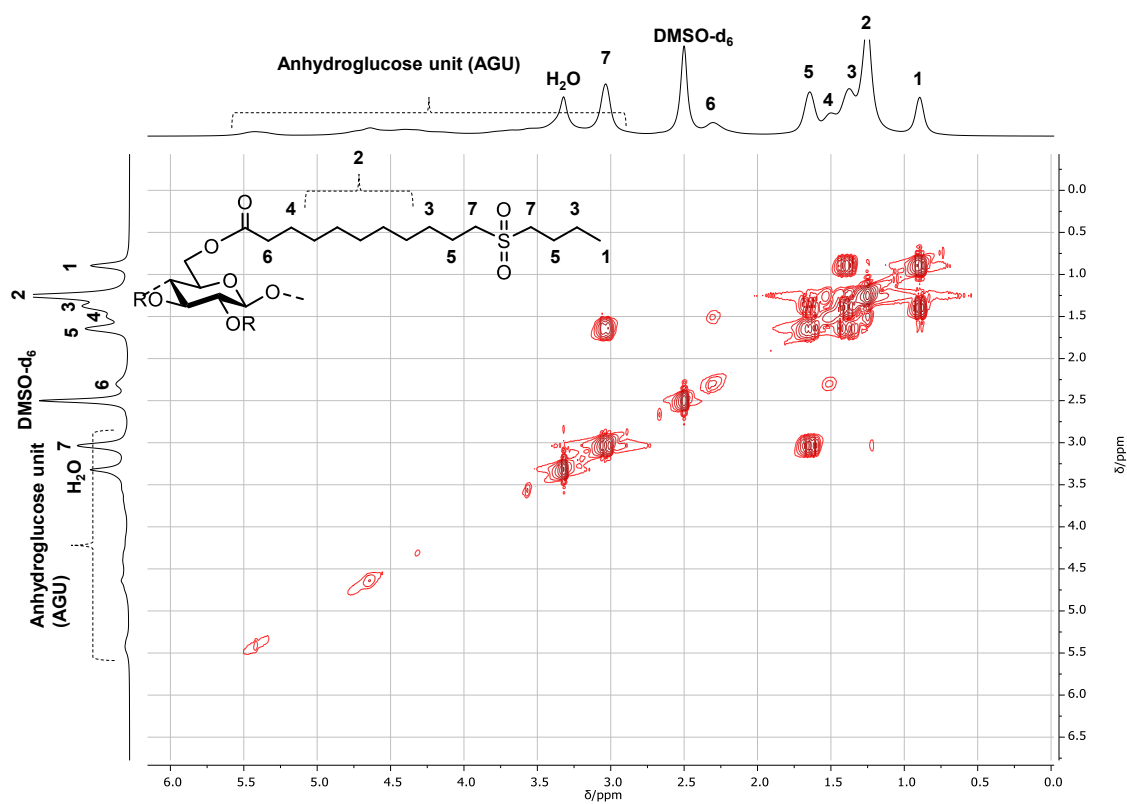 2
DMSO-d6
7
3
Anhydroglucose unit (AGU)
H2O
5
1
6
4
2
O
4
3
7
O
7
3
O
6
5
S
5
1
O
O
RO
O
OR
1
2
3
4
5
DMSO-d6
6
7
H2O
Anhydroglucose unit
(AGU)
0.0
0.5
1.0
1.5
2.0
2.5
3.0
3.5
4.0
4.5
5.0
5.5
6.0
6.5
δ/ppm
6.0 5.5 5.0 4.5 4.0 3.5 3.0 2.5 2.0 1.5 1.0 0.5 0.0
δ/ppm